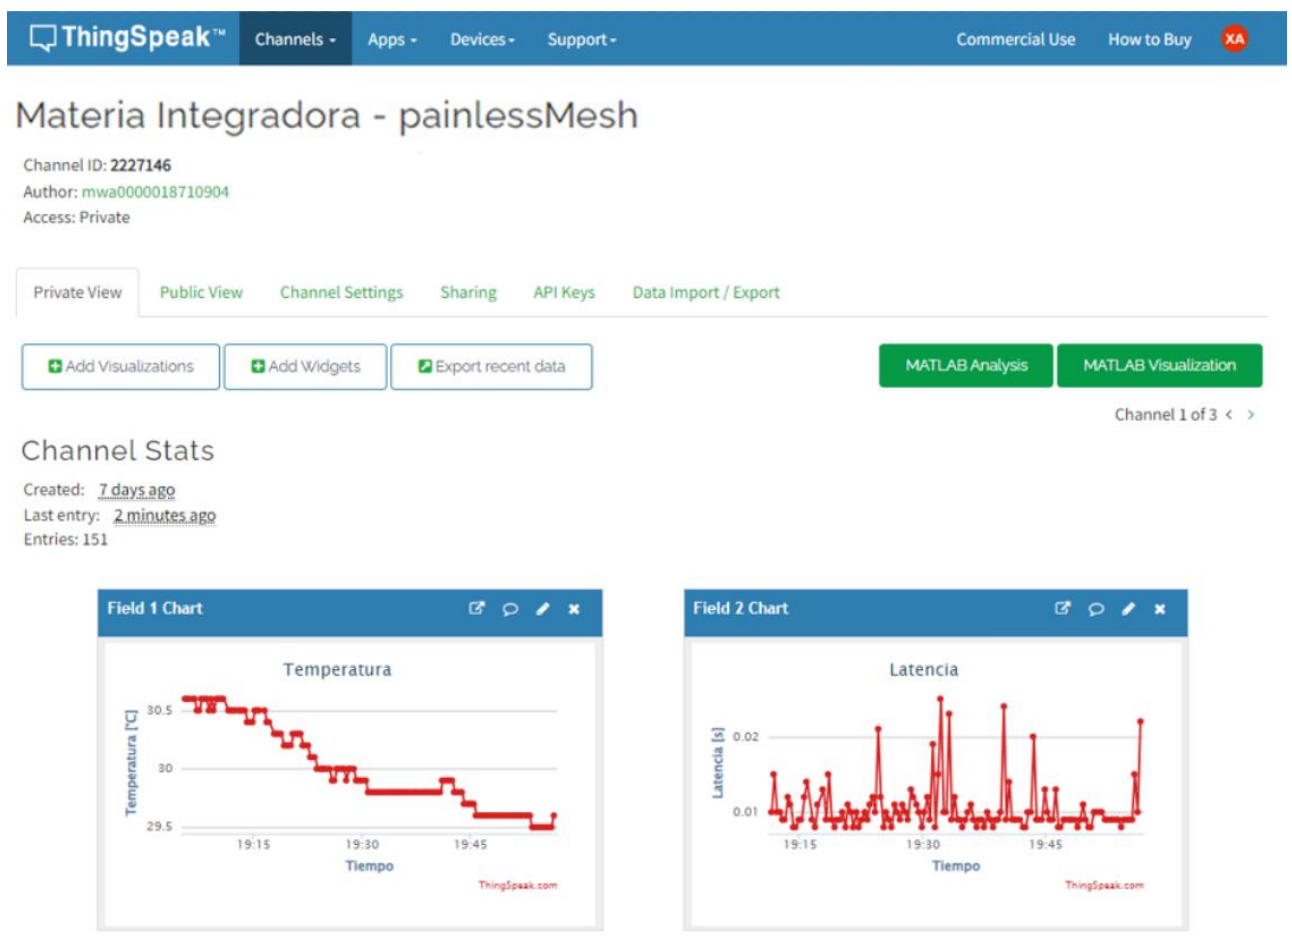 ThingSpeak™ Channels Apps Devices Support Commercial Use How to Buy XA
Materia Integradora - painlessMesh
Channel ID: 2227146
Author: mwa0000018710904
Access: Private
Private View Public View Channel Settings Sharing API Keys Data Import / Export
Add Visualizations Add Widgets Export recent data MATLAB Analysis MATLAB Visualization
Channel 1 of 3 < >
Channel Stats
Created: 7 days ago
Last entry: 2 minutes ago
Entries: 151
Field 1 Chart
Temperatura
Temperatura [°C]
30.5
30
29.5
19:15 19:30 19:45
Tiempo
ThingSpeak.com
Field 2 Chart
Latencia
Latencia [s]
0.02
0.01
19:15 19:30 19:45
Tiempo
ThingSpeak.com